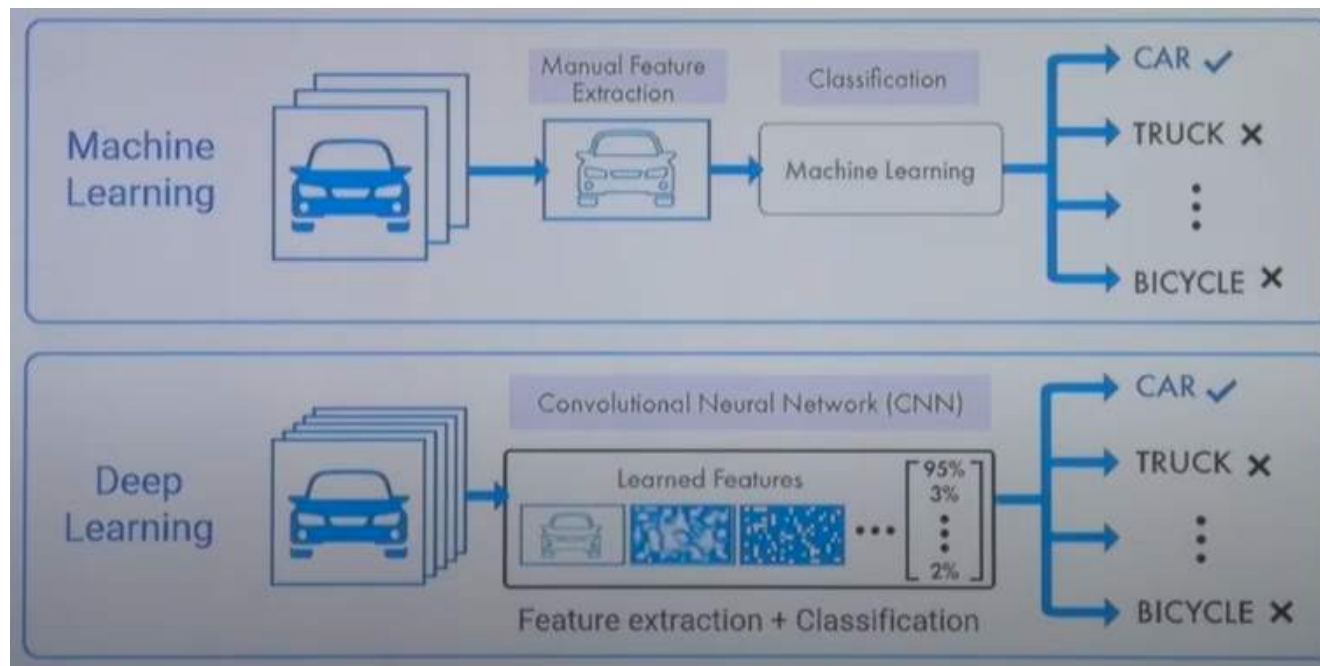 Machine
Learning
Manual Feature
Extraction
Classification
Machine Learning
CAR ✓
TRUCK ✕
⋮
BICYCLE ✕
Deep
Learning
Convolutional Neural Network (CNN)
Learned Features
...
95%
3%
⋮
2%
Feature extraction + Classification
CAR ✓
TRUCK ✕
⋮
BICYCLE ✕